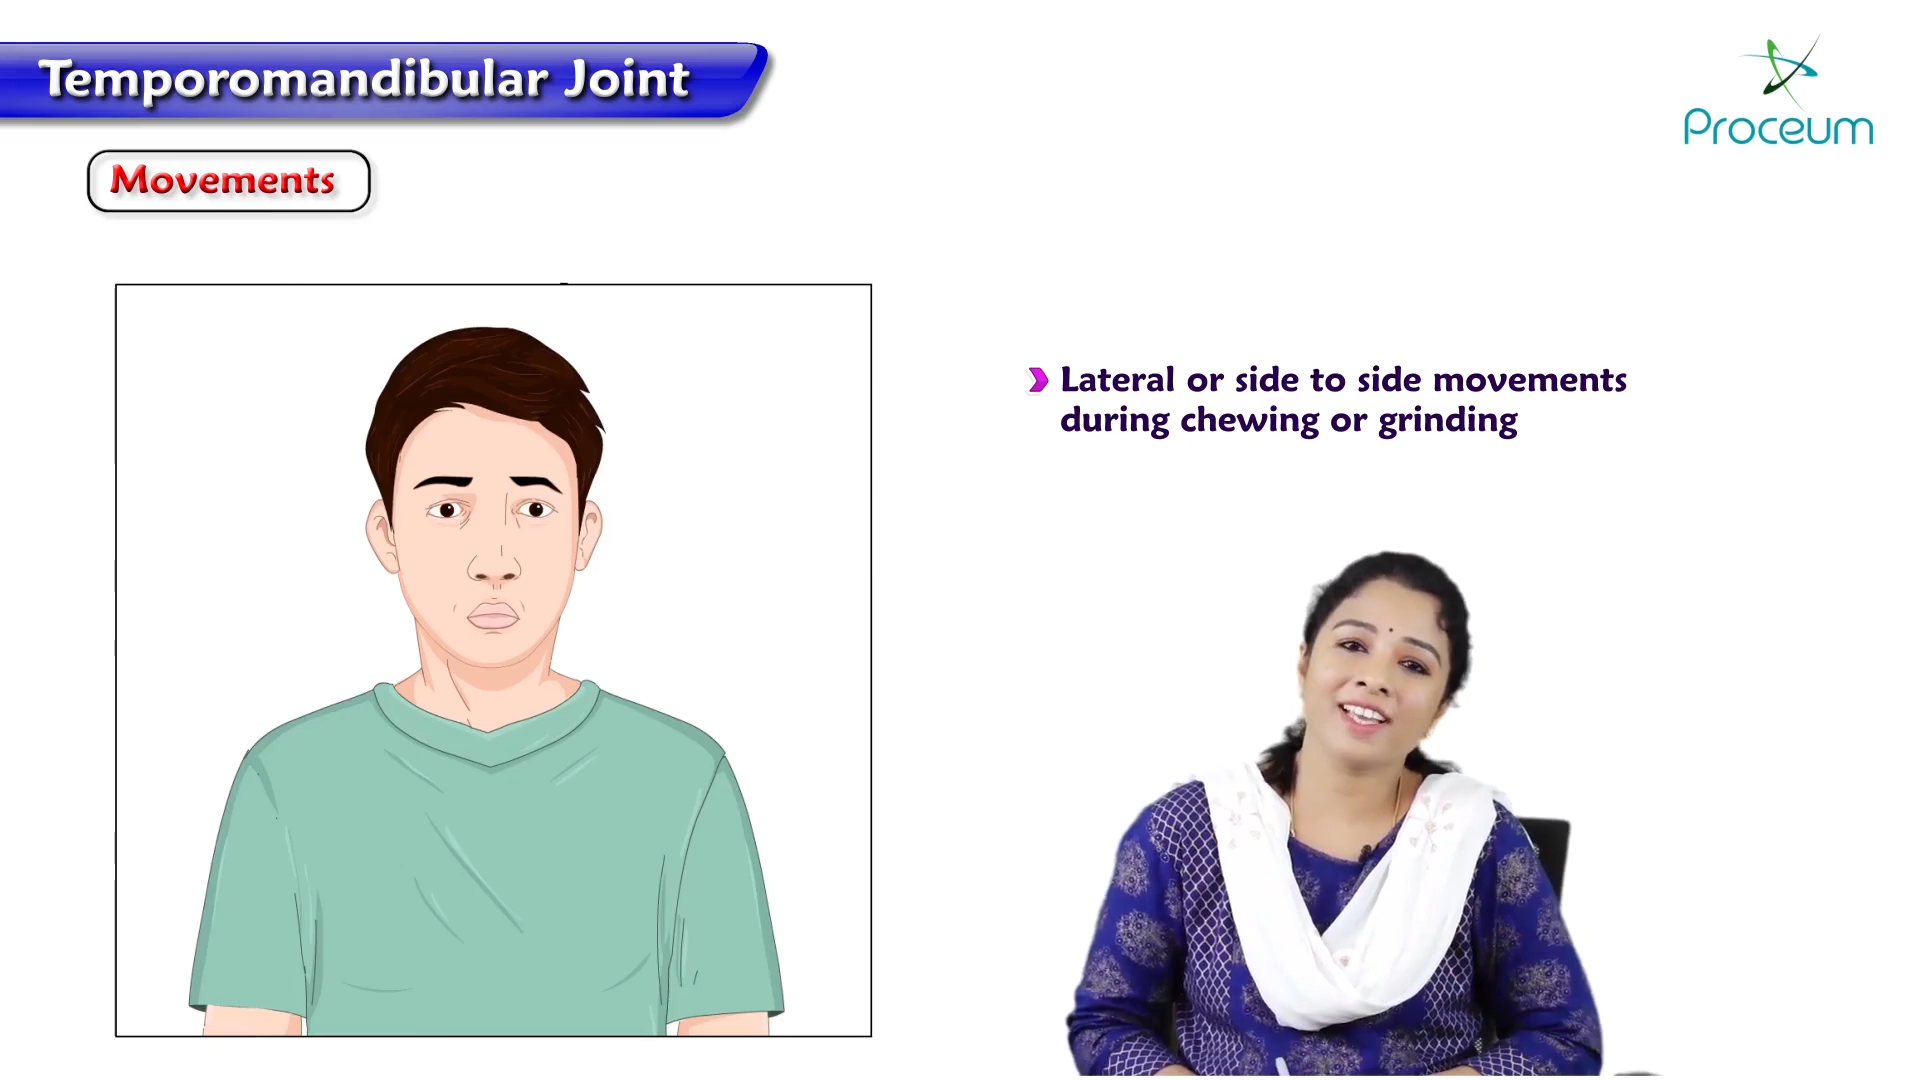 Temporomandibular Joint
Proceum
Movements
Lateral or side to side movements
during chewing or grinding